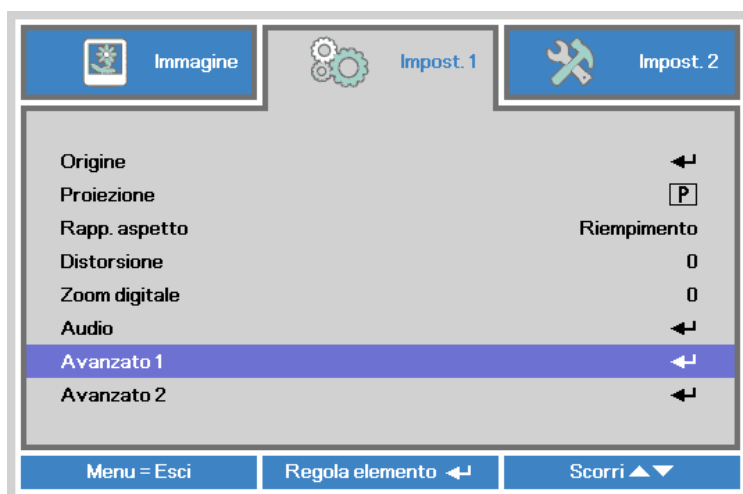 Immagine Impost. 1 Impost. 2
Origine
Proiezione P
Rapp. aspetto Riempimento
Distorsione 0
Zoom digitale 0
Audio
Avanzato 1
Avanzato 2
Menu = Esci Regola elemento Scorri